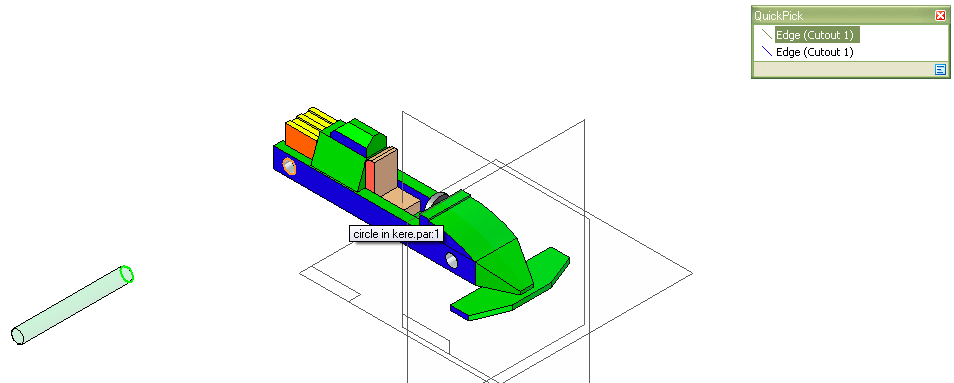 QuickPick
Edge (Cutout 1)
Edge (Cutout 1)
circle in kere.par:1